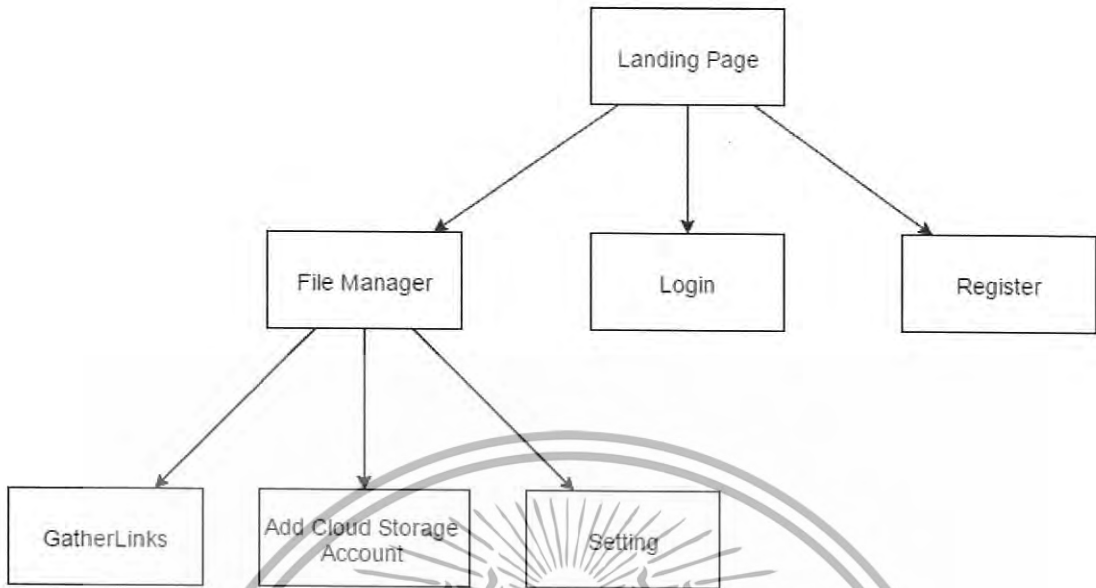 Landing Page
File Manager
Login
Register
GatherLinks
Add Cloud Storage
Account
Setting